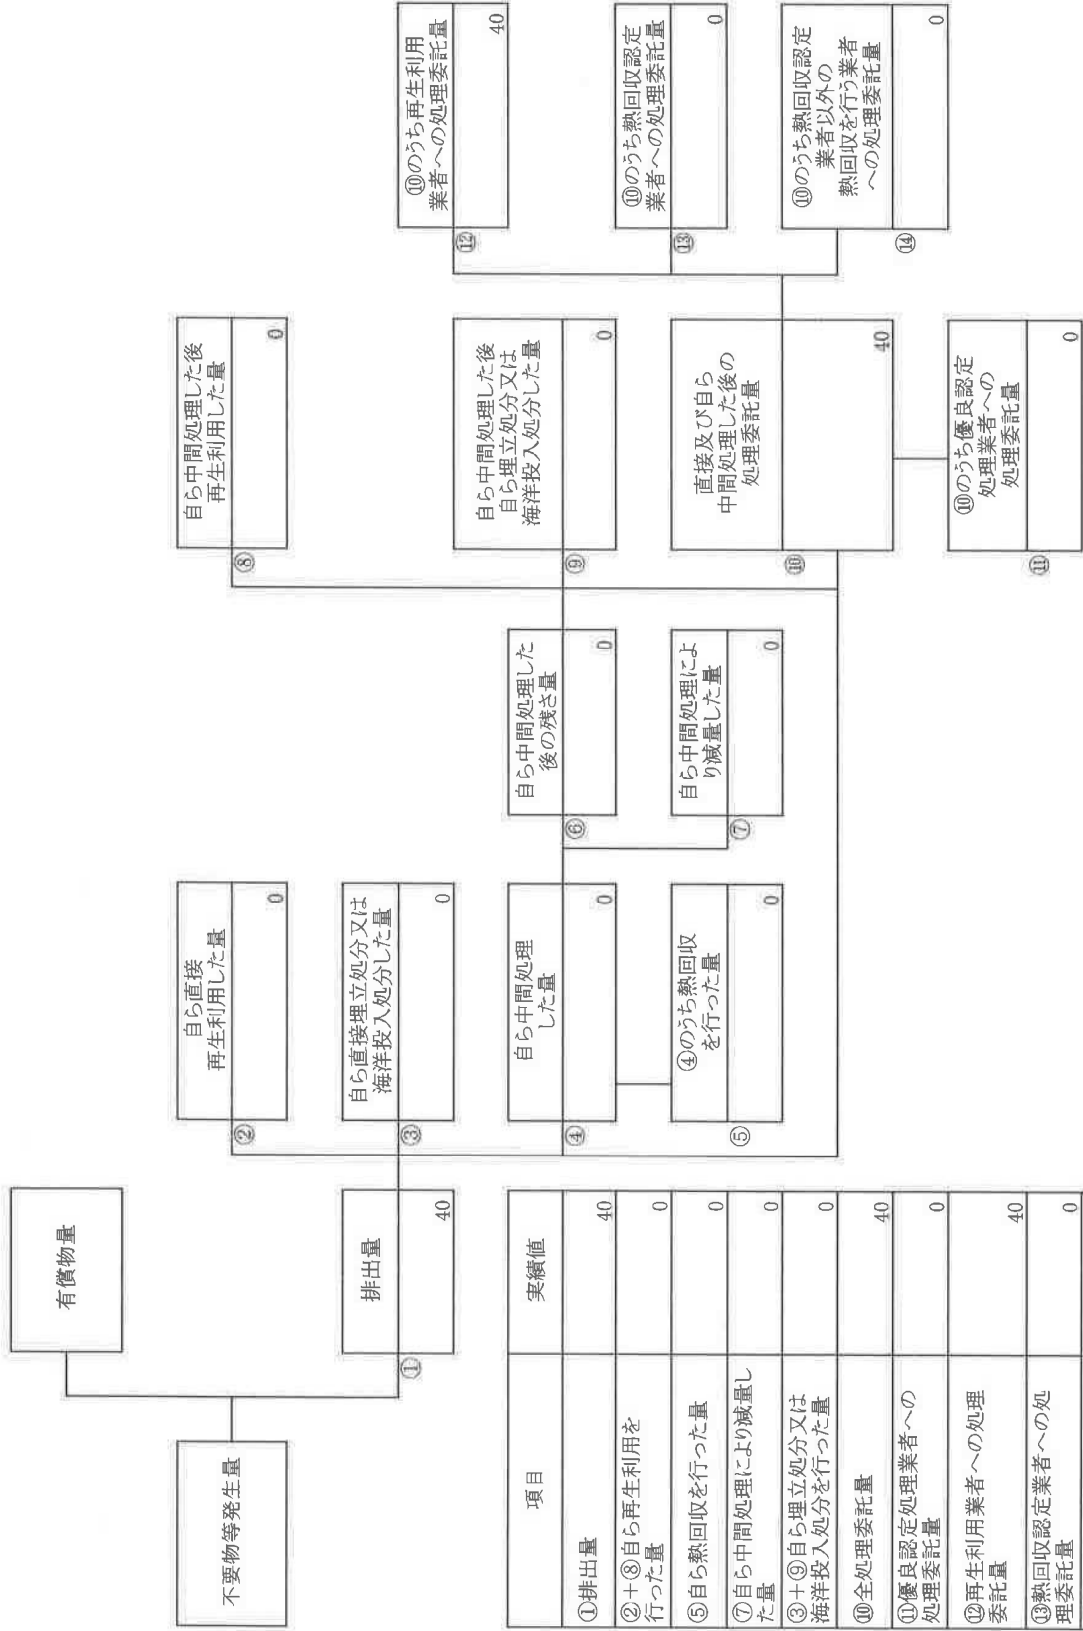 不要物等発生量
有償物量
①
排出量
40
②
自ら直接
再生利用した量
0
③
自ら直接埋立処分又は
海洋投入処分した量
0
④
自ら中間処理
した量
0
⑤
④のうち熱回収
を行った量
0
⑥
自ら中間処理した
後の残さ量
0
⑦
自ら中間処理によ
り減量した量
0
⑧
自ら中間処理した後
再生利用した量
0
⑨
自ら中間処理した後
自ら埋立処分又は
海洋投入処分した量
0
⑩
直接及び自ら
中間処理した後の
処理委託量
40
⑪
⑩のうち優良認定
処理業者への
処理委託量
0
⑫
⑩のうち再生利用
業者への処理委託量
40
⑬
⑩のうち熱回収認定
業者への処理委託量
0
⑭
⑩のうち熱回収認定
業者以外の
熱回収を行う業者
への処理委託量
0
項目
実績値
①排出量
40
②+⑧自ら再生利用を
行った量
0
⑤自ら熱回収を行った量
0
⑦自ら中間処理により減量し
た量
0
③+⑨自ら埋立処分又は
海洋投入処分を行った量
0
⑩全処理委託量
40
⑪優良認定処理業者への
処理委託量
0
⑫再生利用業者への処理
委託量
40
⑬熱回収認定業者への処
理委託量
0